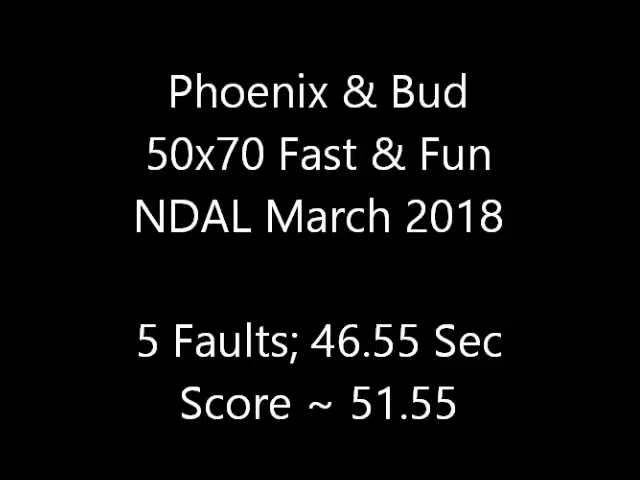 Phoenix & Bud
50x70 Fast & Fun
NDAL March 2018
5 Faults; 46.55 Sec
Score ~ 51.55